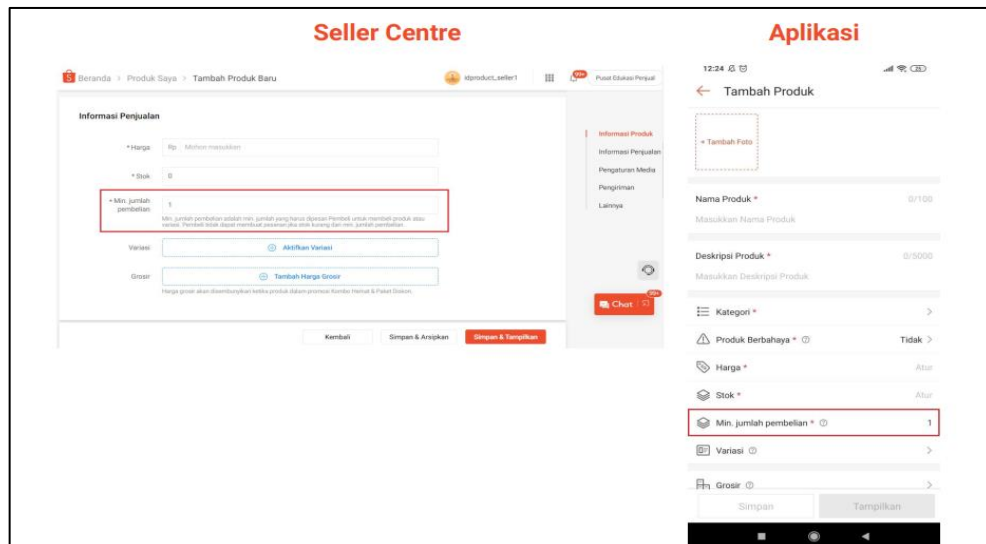 Seller Centre
Beranda > Produk Saya > Tambah Produk Baru
idproduct_seller1
99+
Pusat Edukasi Penjual
Informasi Penjualan
* Harga
Rp Mohon masukkan
* Stok
0
* Min. jumlah
pembelian
1
Min. jumlah pembelian adalah min. jumlah yang harus dipesan Pembeli untuk membeli produk atau
variasi. Pembeli tidak dapat membuat pesanan jika stok kurang dari min. jumlah pembelian.
Variasi
Aktifkan Variasi
Grosir
Tambah Harga Grosir
Harga grosir akan disembunyikan ketika produk dalam promosi Kombo Hemat & Paket Diskon.
Kembali
Simpan & Arsipkan
Simpan & Tampilkan
Informasi Produk
Informasi Penjualan
Pengaturan Media
Pengiriman
Lainnya
Chat
99+
Aplikasi
12:24
Tambah Produk
+ Tambah Foto
Nama Produk * 0/100
Masukkan Nama Produk
Deskripsi Produk * 0/5000
Masukkan Deskripsi Produk
Kategori * >
Produk Berbahaya * Tidak >
Harga * Atur
Stok * Atur
Min. jumlah pembelian * 1
Variasi >
Grosir >
Simpan
Tampilkan